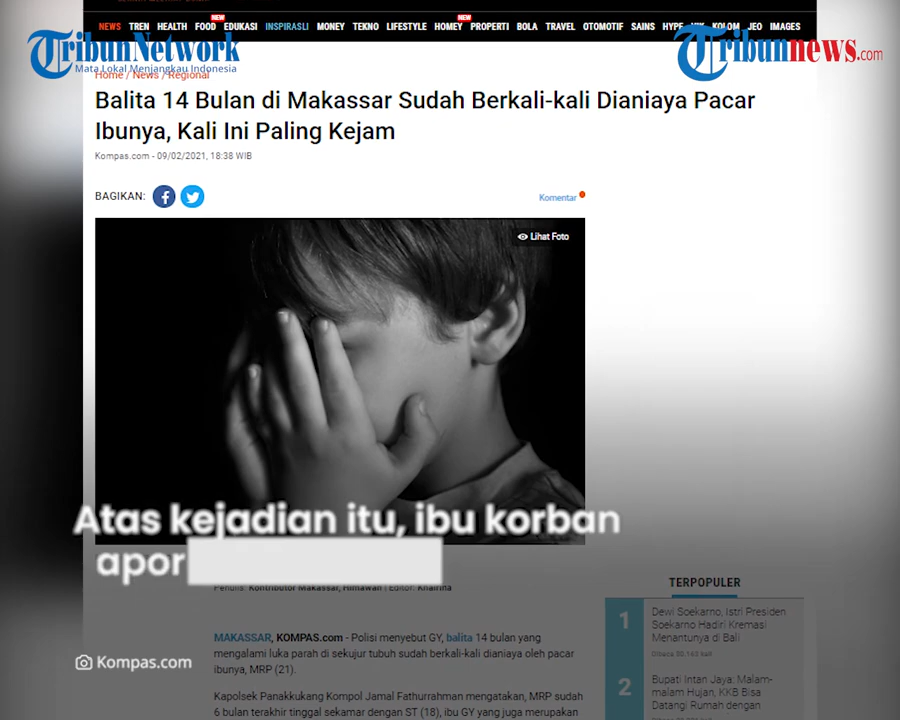 NEWS TREN HEALTH FOOD NEW EDUKASI INSPIRASLI MONEY TEKNO LIFESTYLE HOMEY NEW PROPERTI BOLA TRAVEL OTOMOTIF SAINS HYPE KOLOM JEO IMAGES
TribunNetwork
Mata Lokal Menjangkau Indonesia
Tribunnews.com
Home / News / Regional
Balita 14 Bulan di Makassar Sudah Berkali-kali Dianiaya Pacar
Ibunya, Kali Ini Paling Kejam
Kompas.com - 09/02/2021, 18:38 WIB
BAGIKAN:
Komentar
Lihat Foto
Atas kejadian itu, ibu korban
apor
Penulis: Kontributor Makassar, Himawan | Editor: Khairina
MAKASSAR, KOMPAS.com - Polisi menyebut GY, balita 14 bulan yang
mengalami luka parah di sekujur tubuh sudah berkali-kali dianiaya oleh pacar
ibunya, MRP (21).
Kapolsek Panakkukang Kompol Jamal Fathurrahman mengatakan, MRP sudah
6 bulan terakhir tinggal sekamar dengan ST (18), ibu GY yang juga merupakan
Kompas.com
TERPOPULER
1
Dewi Soekarno, Istri Presiden
Soekarno Hadiri Kremasi
Menantunya di Bali
2
Bupati Intan Jaya: Malam-
malam Hujan, KKB Bisa
Datangi Rumah dengan